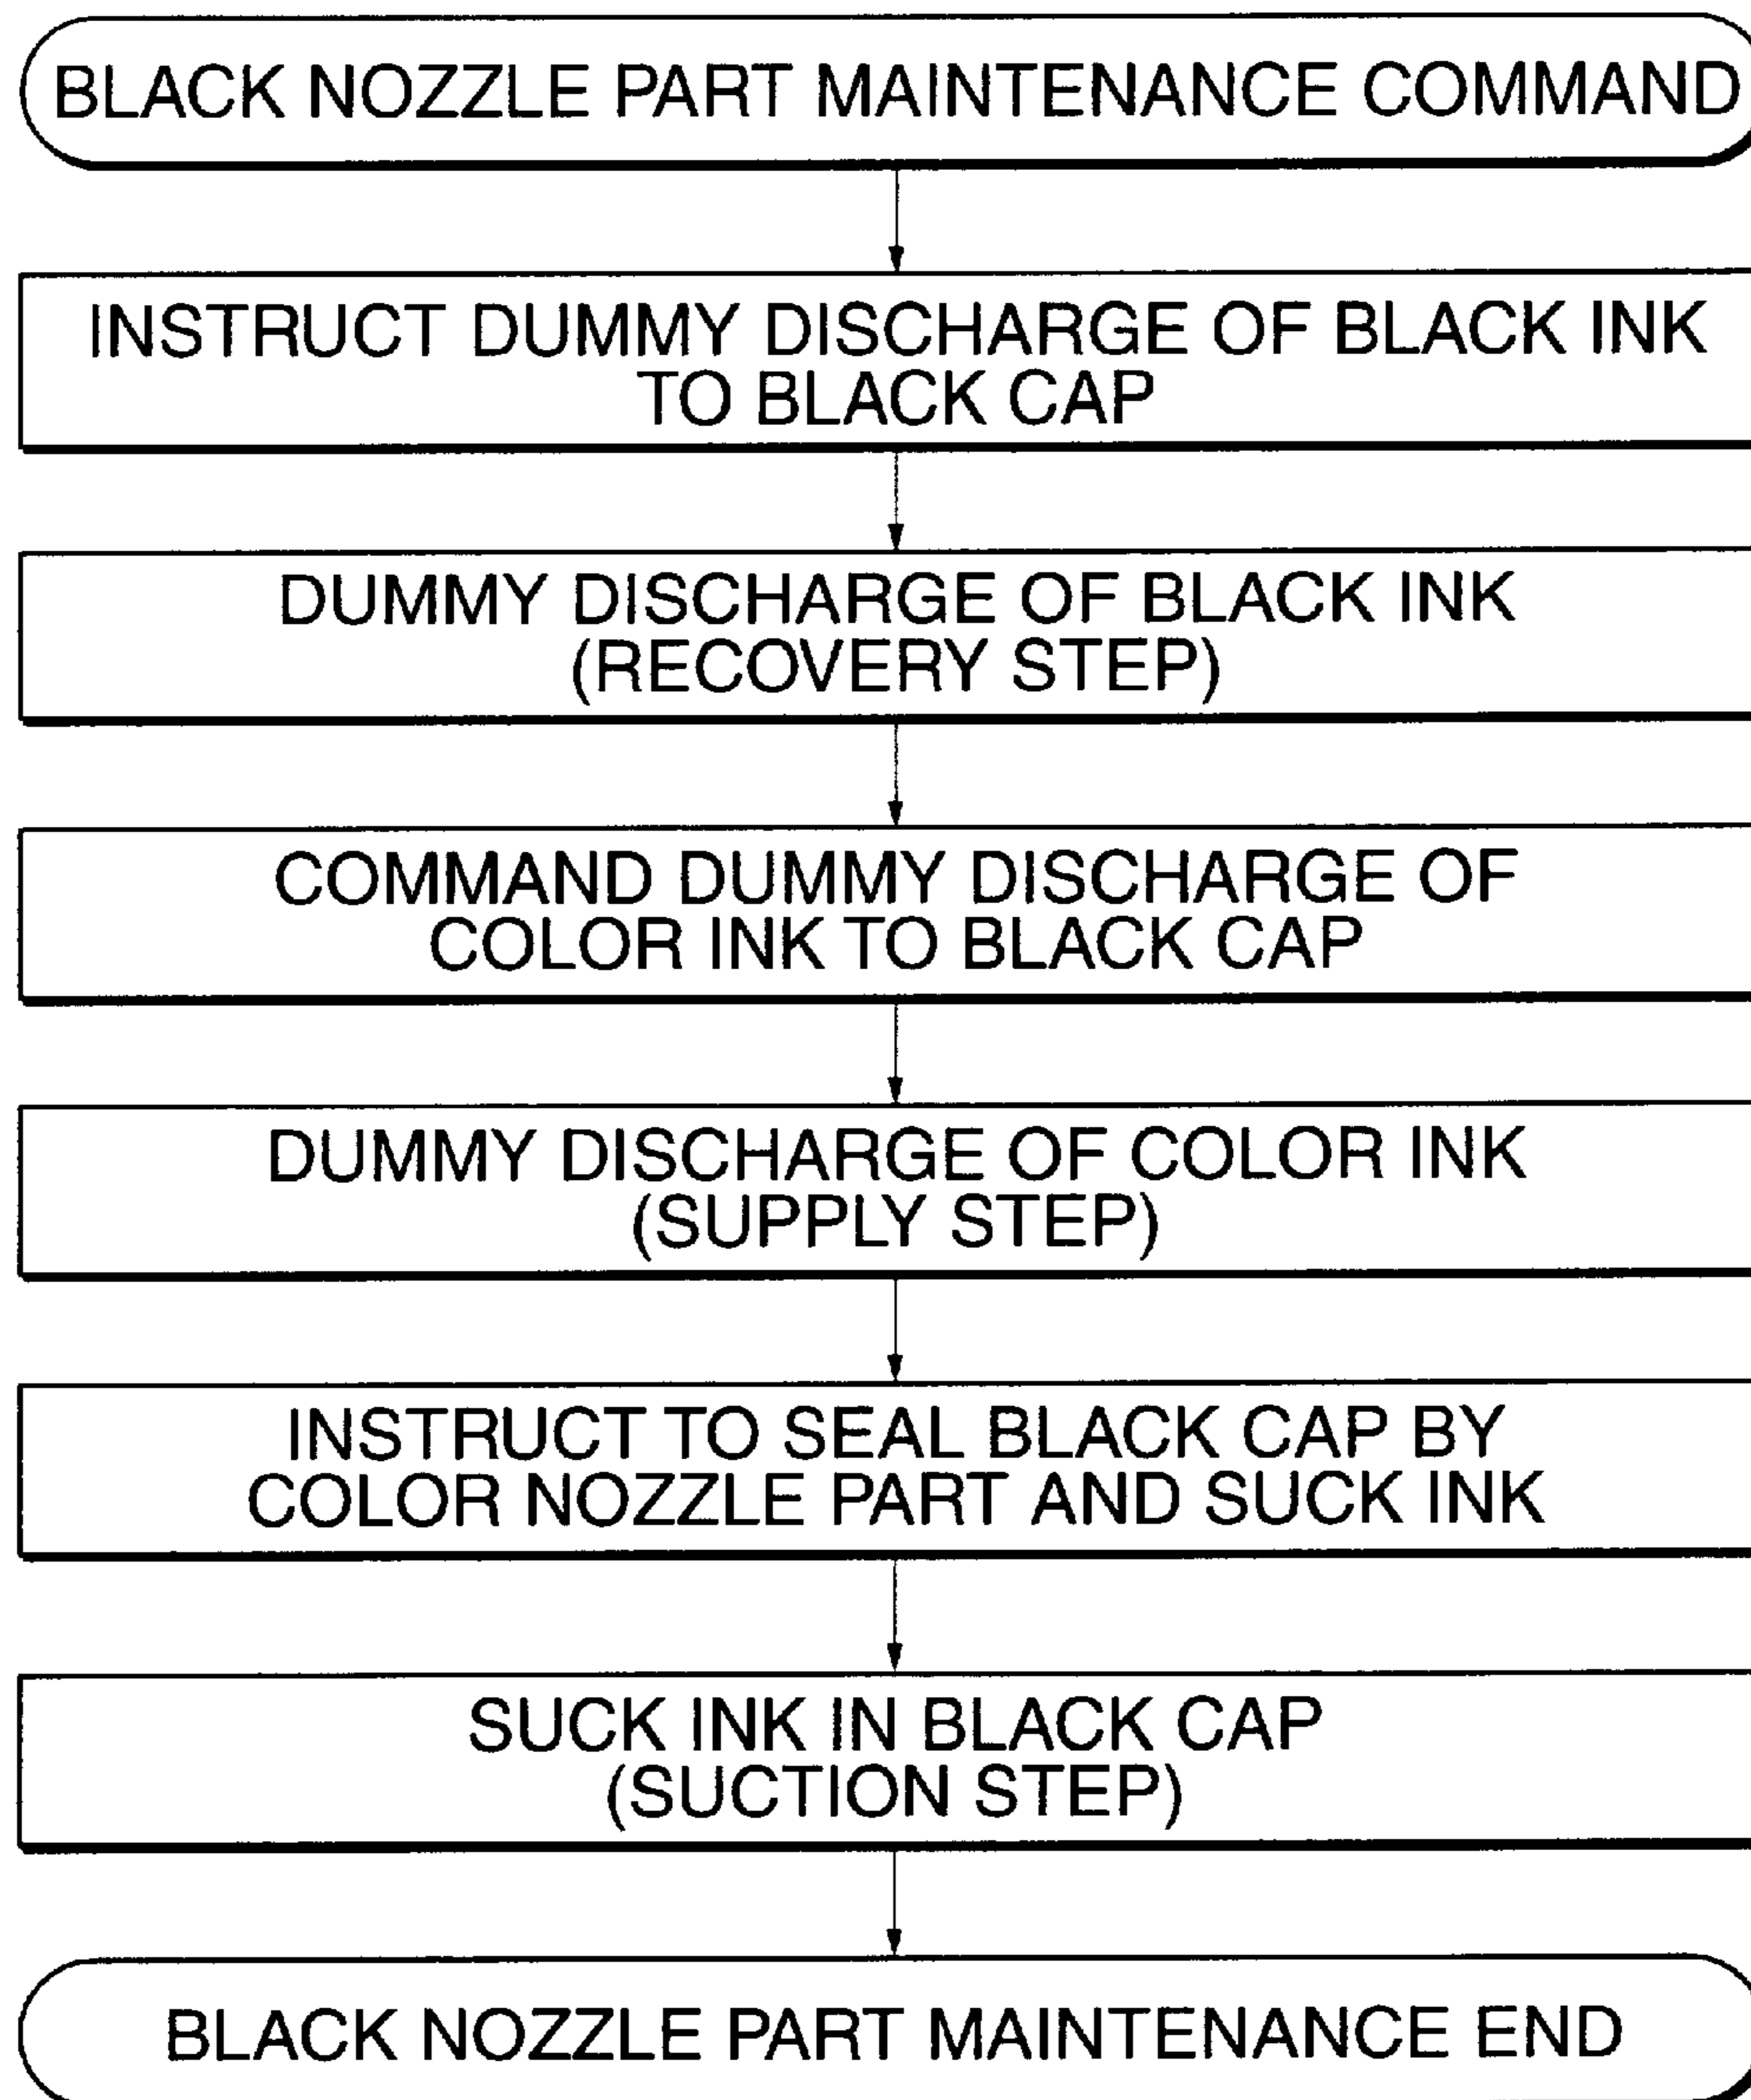 BLACK NOZZLE PART MAINTENANCE COMMAND
INSTRUCT DUMMY DISCHARGE OF BLACK INK
TO BLACK CAP
DUMMY DISCHARGE OF BLACK INK
(RECOVERY STEP)
COMMAND DUMMY DISCHARGE OF
COLOR INK TO BLACK CAP
DUMMY DISCHARGE OF COLOR INK
(SUPPLY STEP)
INSTRUCT TO SEAL BLACK CAP BY
COLOR NOZZLE PART AND SUCK INK
SUCK INK IN BLACK CAP
(SUCTION STEP)
BLACK NOZZLE PART MAINTENANCE END